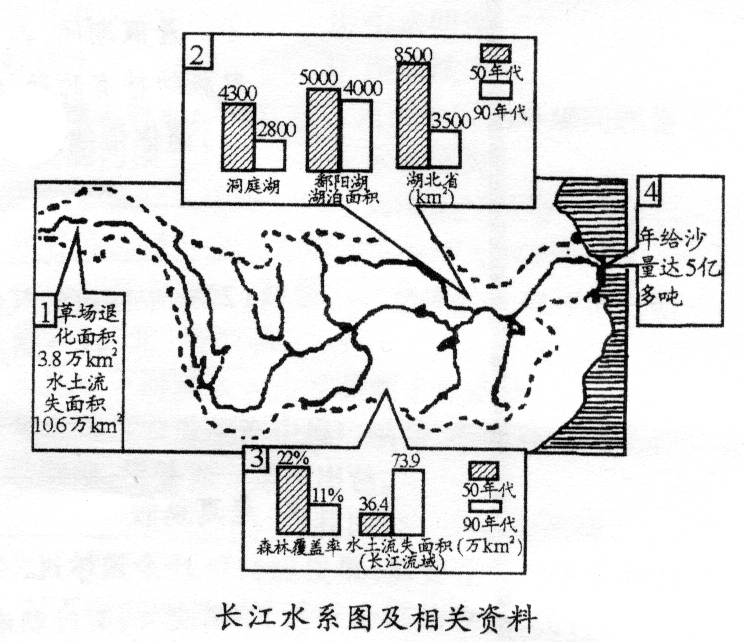 2
4300
2800
洞庭湖
5000
4000
鄱阳湖
湖泊面积
8500
3500
湖北省
(km²)
50年代
90年代
1
草场退
化面积
3.8万km²
水土流
失面积
10.6万km²
4
年给沙
量达5亿
多吨
3
22%
11%
森林覆盖率
36.4
73.9
水土流失面积(万km²)
(长江流域)
50年代
90年代
长江水系图及相关资料